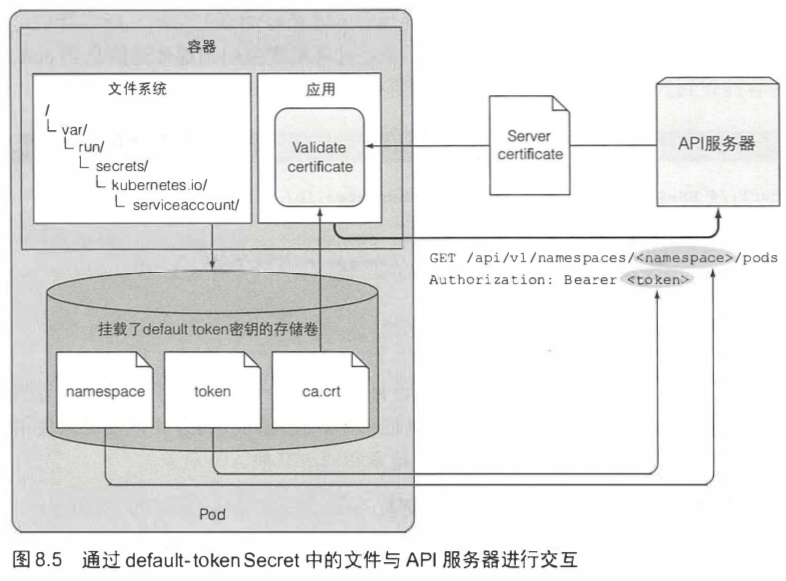 容器
文件系统
/
var/
run/
secrets/
kubernetes.io/
serviceaccount/
应用
Validate
certificate
Server
certificate
API服务器
GET /api/v1/namespaces/<namespace>/pods
Authorization: Bearer <token>
挂载了default token密钥的存储卷
namespace
token
ca.crt
Pod
图 8.5 通过 default-token Secret 中的文件与 API 服务器进行交互